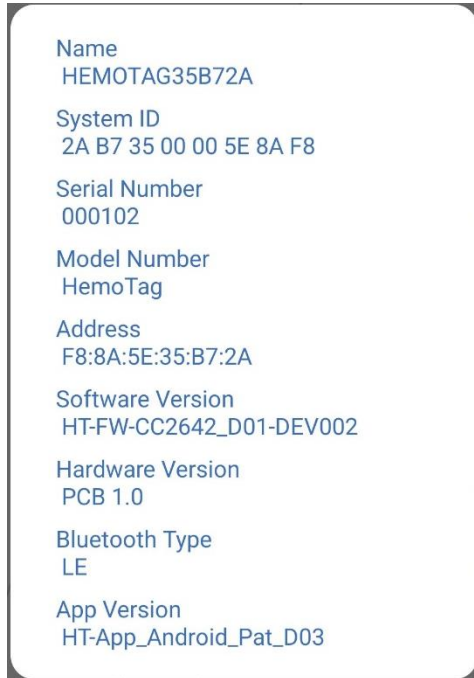 Name
HEMOTAG35B72A
System ID
2A B7 35 00 00 5E 8A F8
Serial Number
000102
Model Number
HemoTag
Address
F8:8A:5E:35:B7:2A
Software Version
HT-FW-CC2642_D01-DEV002
Hardware Version
PCB 1.0
Bluetooth Type
LE
App Version
HT-App_Android_Pat_D03